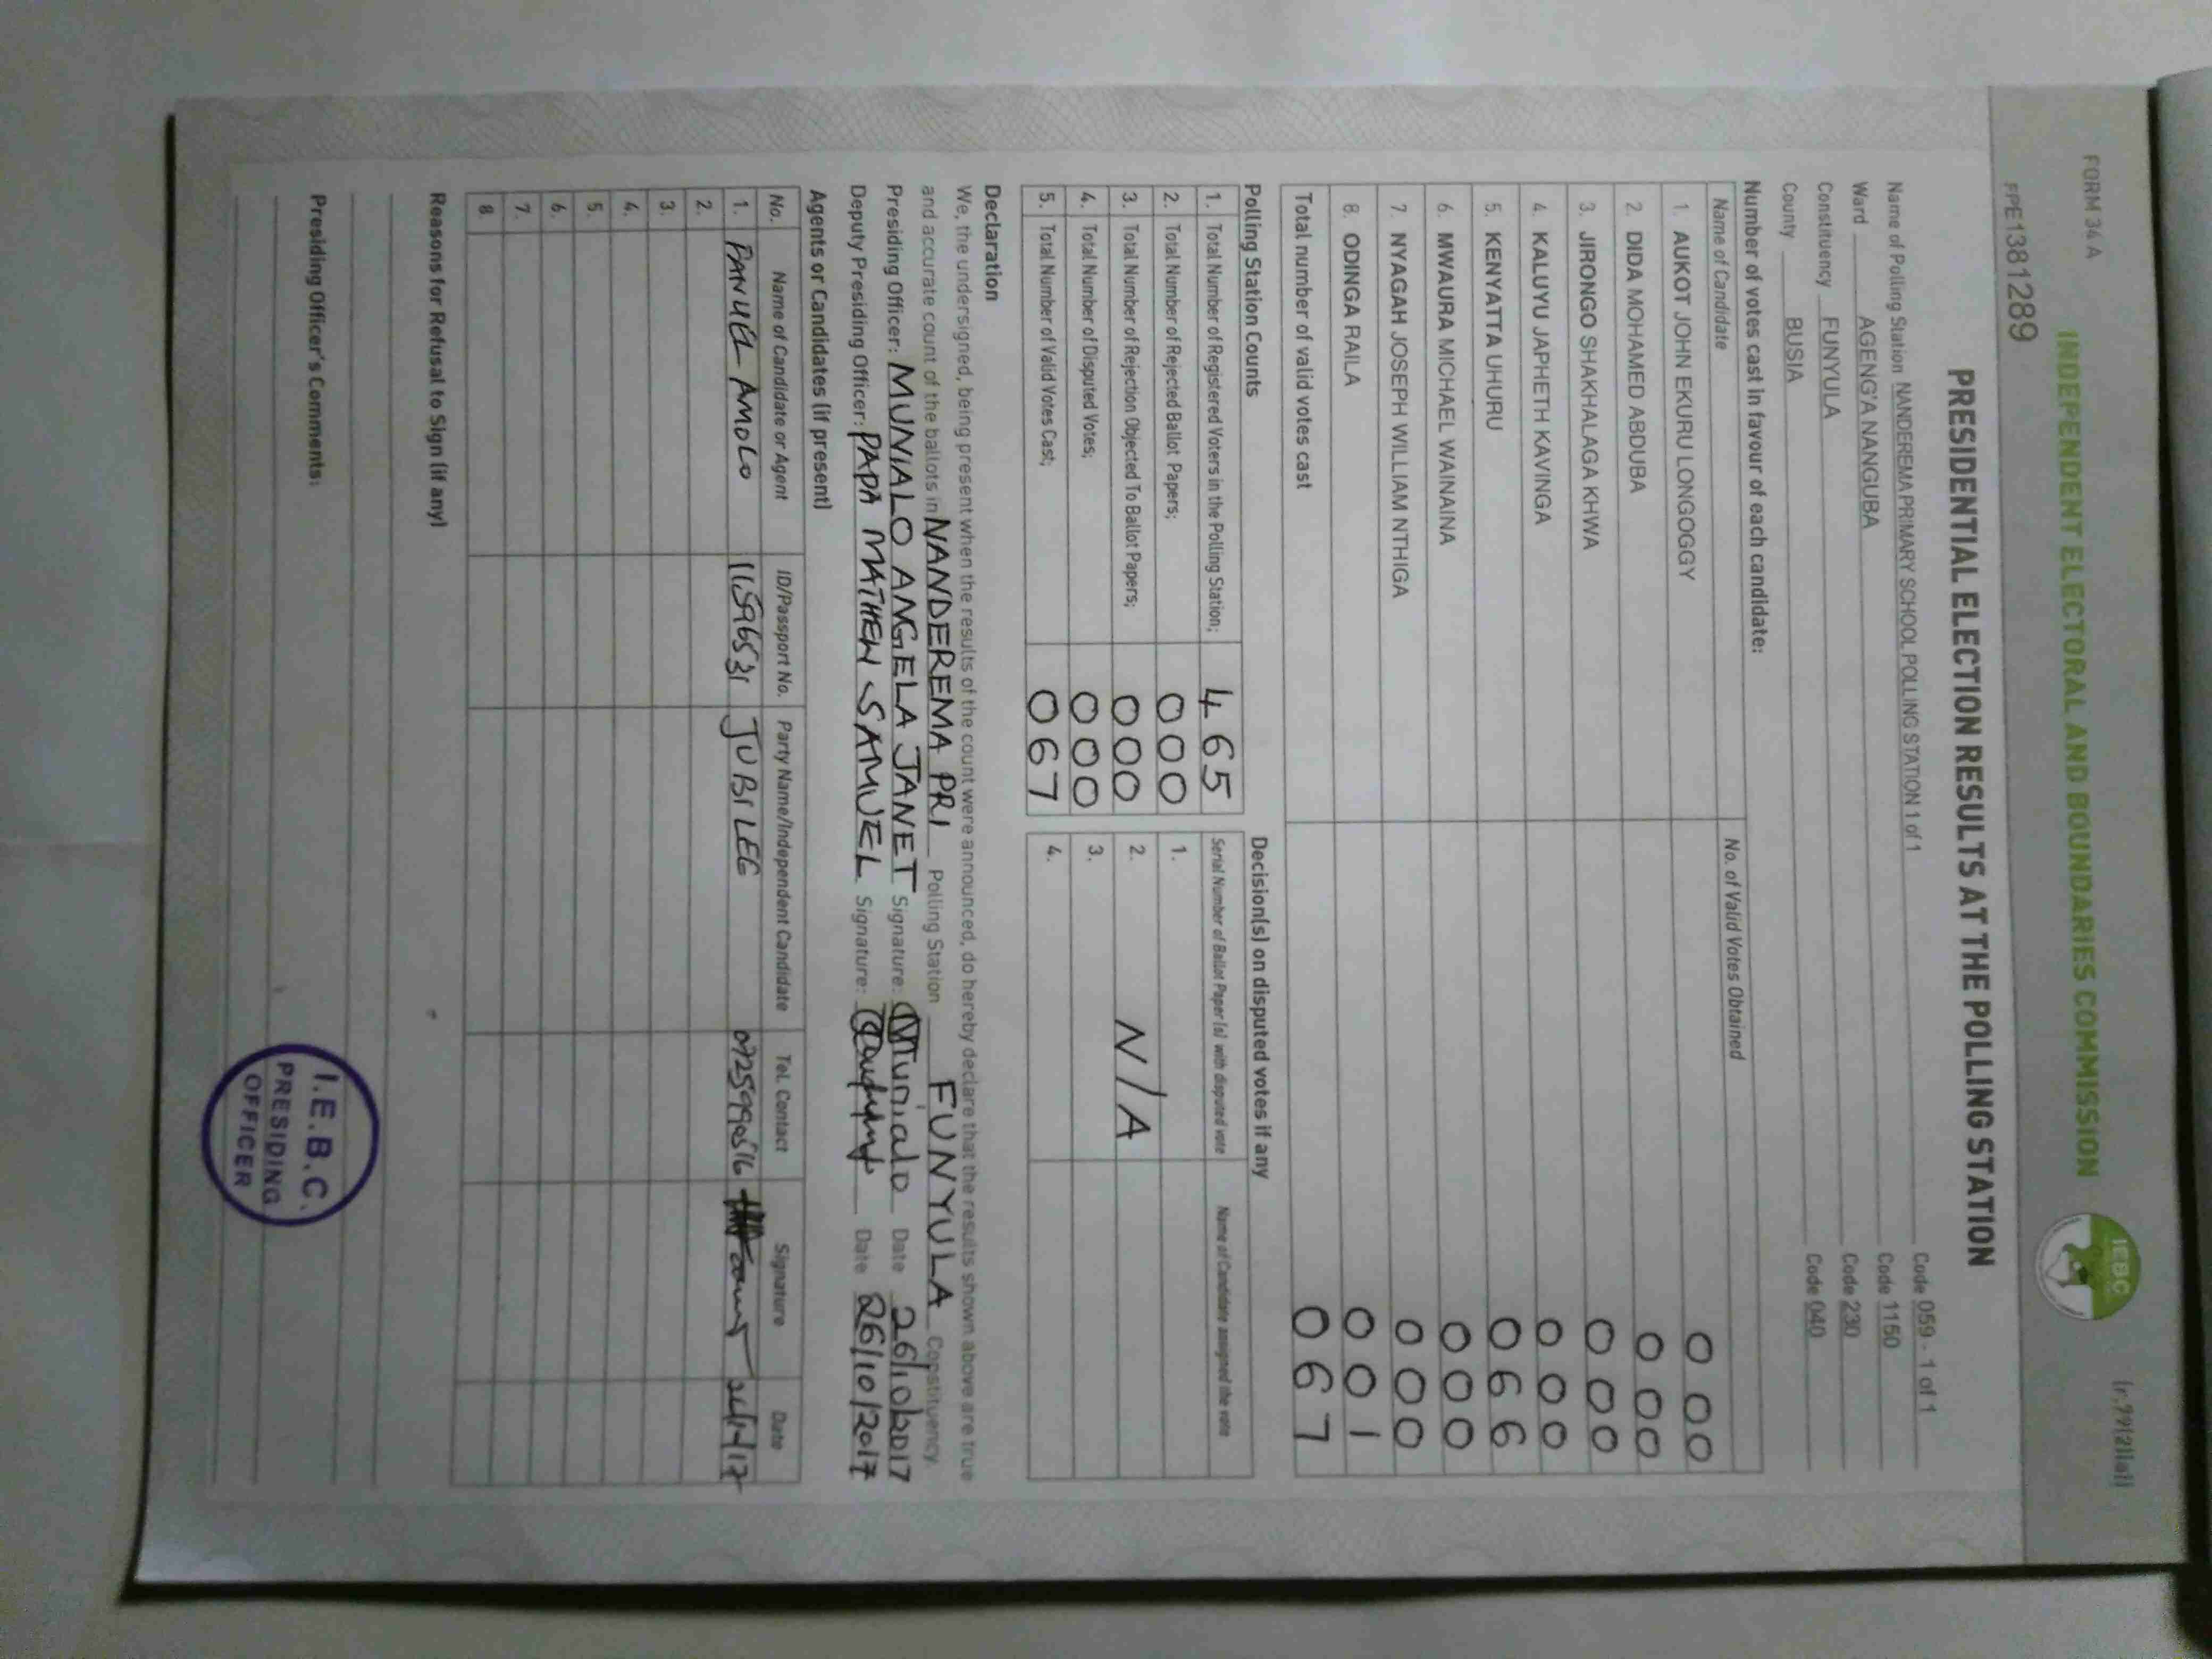 FORM 34 A
(r.79(2)(a))
INDEPENDENT ELECTORAL AND BOUNDARIES COMMISSION
IEBC
FPE1381289
PRESIDENTIAL ELECTION RESULTS AT THE POLLING STATION
Name of Polling Station NANDEREMA PRIMARY SCHOOL POLLING STATION 1 of 1 Code 059 - 1 of 1
Ward AGENG'A NANGUBA Code 1150
Constituency FUNYULA Code 230
County BUSIA Code 040
Number of votes cast in favour of each candidate:
Name of Candidate No. of Valid Votes Obtained
1. AUKOT JOHN EKURU LONGOGGY 000
2. DIDA MOHAMED ABDUBA 000
3. JIRONGO SHAKHALAGA KHWA 000
4. KALUYU JAPHETH KAVINGA 000
5. KENYATTA UHURU 066
6. MWAURA MICHAEL WAINAINA 000
7. NYAGAH JOSEPH WILLIAM NTHIGA 000
8. ODINGA RAILA 001
Total number of valid votes cast 067
Polling Station Counts
1. Total Number of Registered Voters in the Polling Station; 465
2. Total Number of Rejected Ballot Papers; 000
3. Total Number of Rejection Objected To Ballot Papers; 000
4. Total Number of Disputed Votes; 000
5. Total Number of Valid Votes Cast; 067
Decision(s) on disputed votes if any
Serial Number of Ballot Paper (s) with disputed vote Name of Candidate assigned the vote
1.
2. N/A
3.
4.
Declaration
We, the undersigned, being present when the results of the count were announced, do hereby declare that the results shown above are true
and accurate count of the ballots in NANDEREMA PRI Polling Station FUNYULA Constituency.
Presiding Officer: MUNIALO ANGELA JANET Signature: Munialo Date 26/10/2017
Deputy Presiding Officer: PAPA MATHEW SAMUEL Signature: Date 26/10/2017
Agents or Candidates (if present)
No. Name of Candidate or Agent ID/Passport No. Party Name/Independent Candidate Tel. Contact Signature Date
1. PANUEL AMOLO 11596531 JUBILEE 0725990516
2.
3.
4.
5.
6.
7.
8.
Reasons for Refusal to Sign (if any)
Presiding Officer's Comments:
I.E.B.C.
PRESIDING
OFFICER